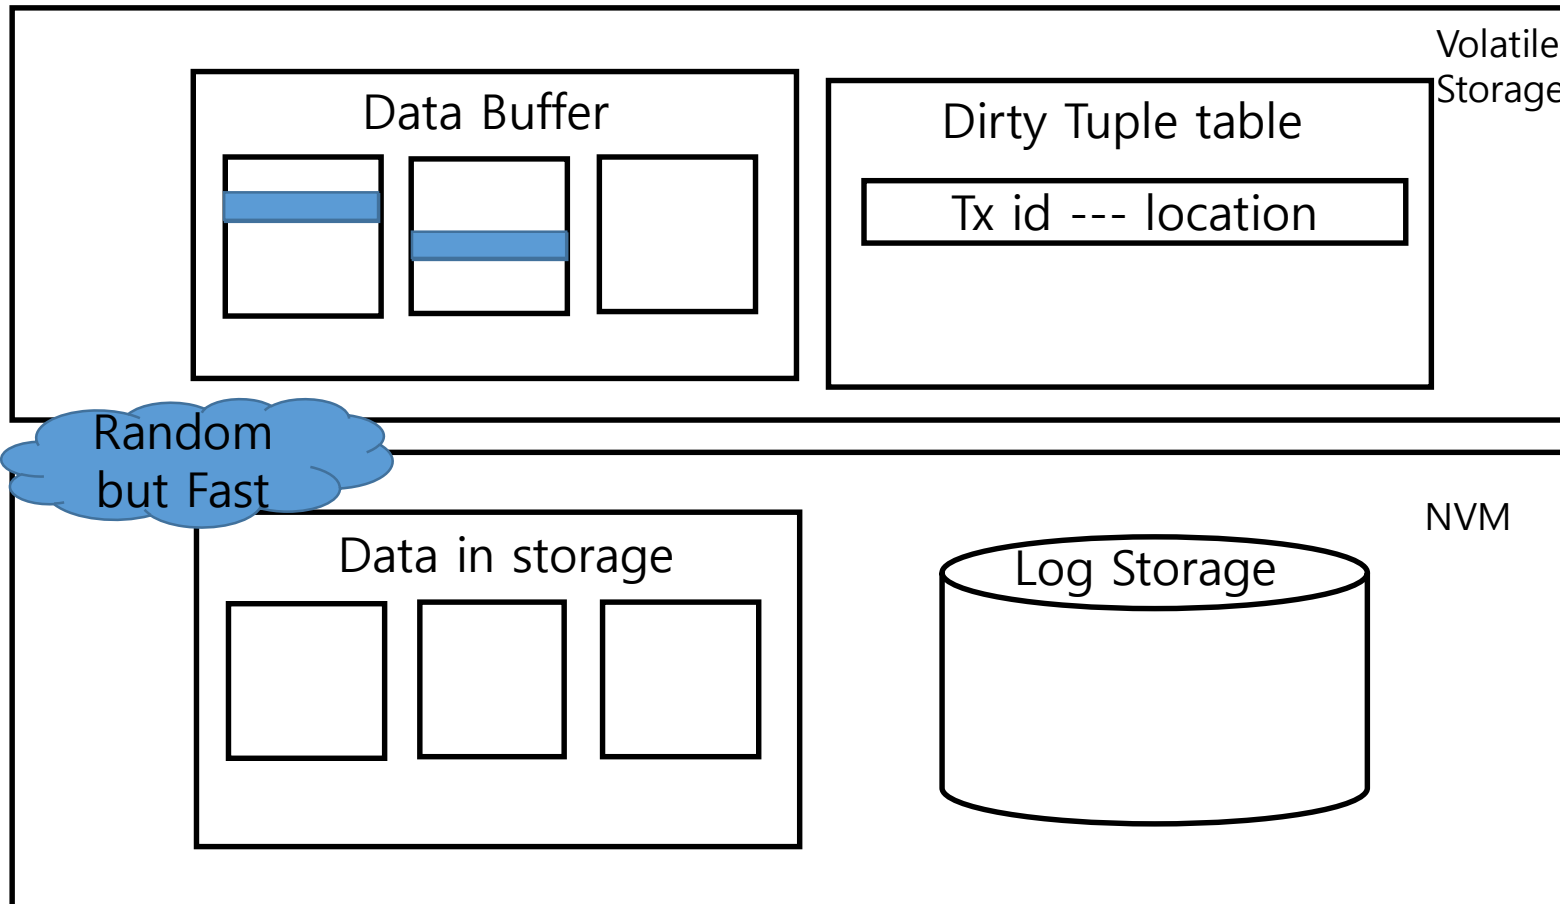 Volatile
Storage
Data Buffer
Dirty Tuple table
Tx id --- location
Random
but Fast
NVM
Data in storage
Log Storage